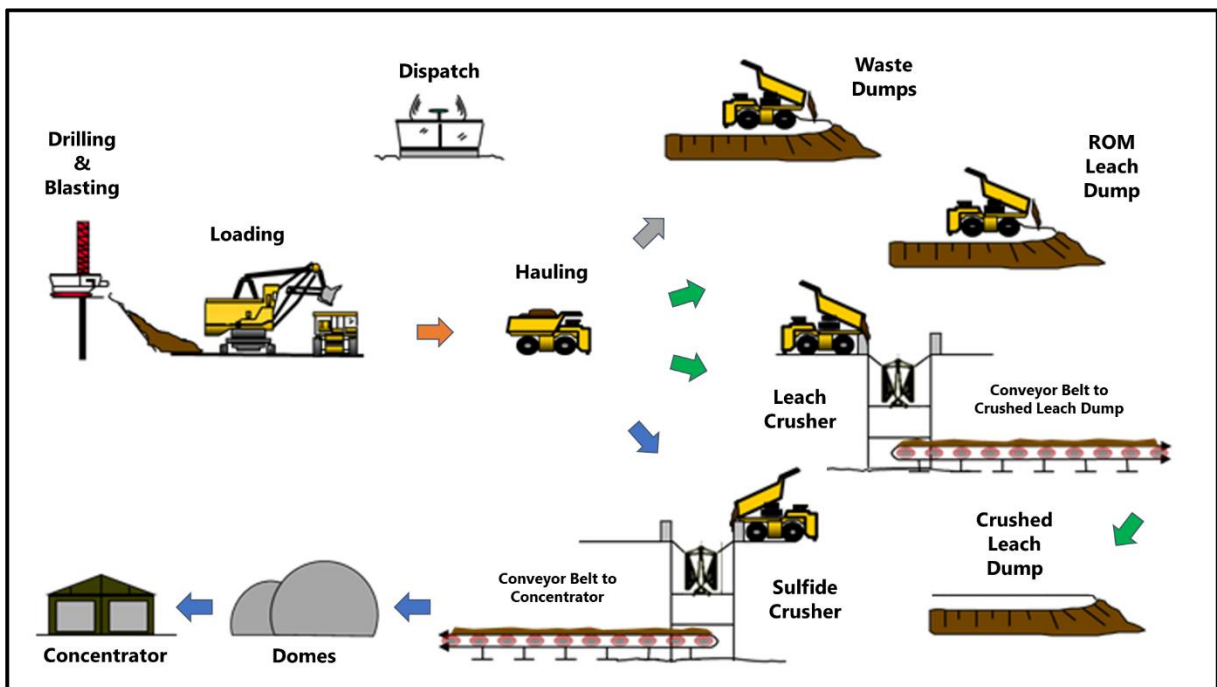 Dispatch
Waste
Dumps
Drilling
&
Blasting
ROM
Leach
Dump
Loading
Hauling
Leach
Crusher
Conveyor Belt to
Crushed Leach Dump
Crushed
Leach
Dump
Conveyor Belt to
Concentrator
Sulfide
Crusher
Concentrator
Domes